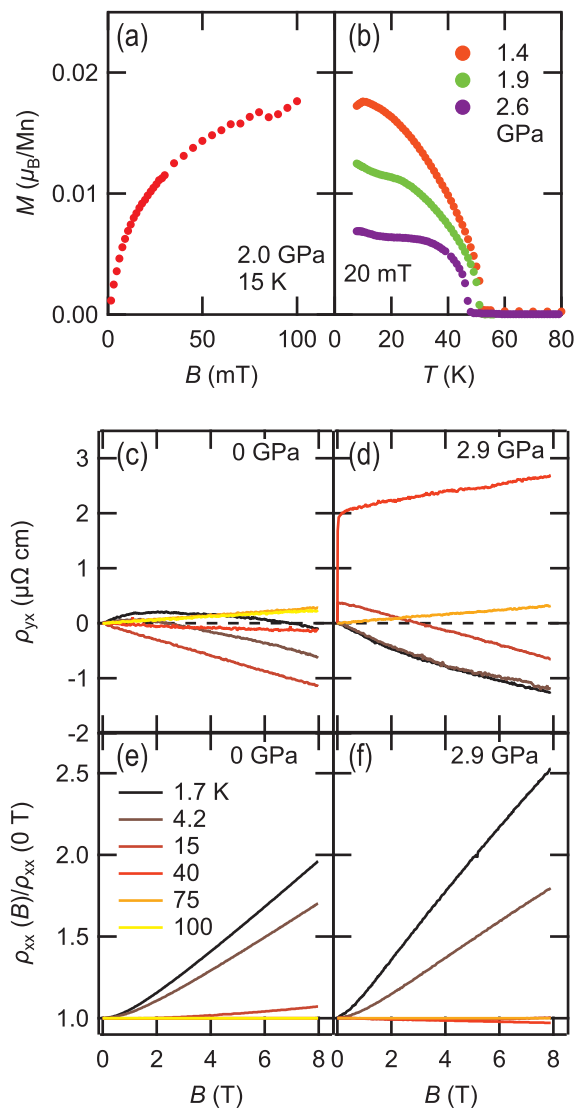 (a)
(b)
0.02
1.4
1.9
2.6
GPa
M (μB/Mn)
0.01
2.0 GPa
15 K
20 mT
0.00
0 50 100
0 20 40 60 80
B (mT)
T (K)
(c) 0 GPa
(d) 2.9 GPa
3
2
1
0
-1
-2
ρyx (μΩ cm)
(e) 0 GPa
(f) 2.9 GPa
2.5
2.0
1.5
1.0
ρxx (B)/ρxx (0 T)
1.7 K
4.2
15
40
75
100
0 2 4 6 8
0 2 4 6 8
B (T)
B (T)